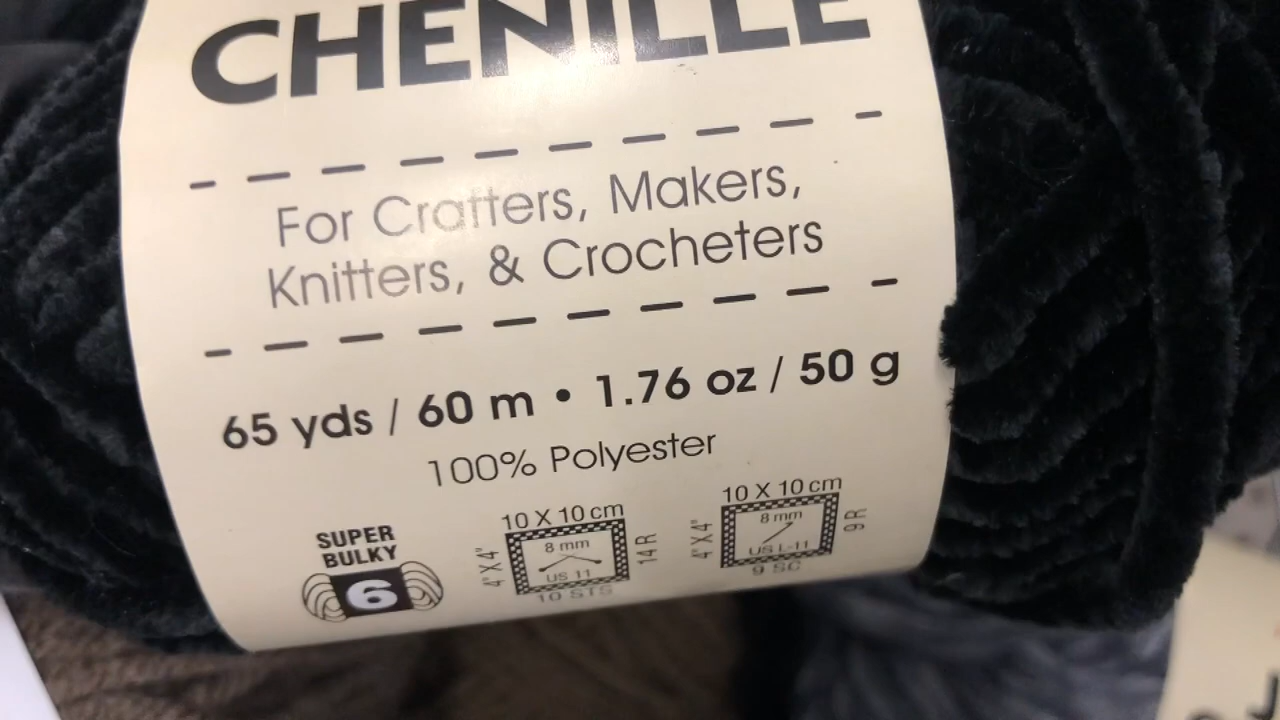 CHENILLE
For Crafters, Makers,
Knitters, & Crocheters
65 yds / 60 m • 1.76 oz / 50 g
100% Polyester
SUPER
BULKY
6
10 X 10 cm
4" X 4"
8 mm
US 11
14 R
10 STS
10 X 10 cm
4" X 4"
8 mm
US L-11
9 R
9 SC